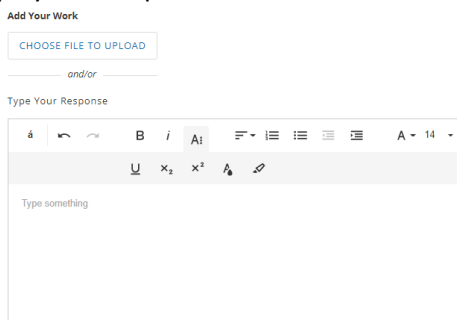 Add Your Work
CHOOSE FILE TO UPLOAD
and/or
Type Your Response
á B i A A 14
U x₂ x² A
Type something